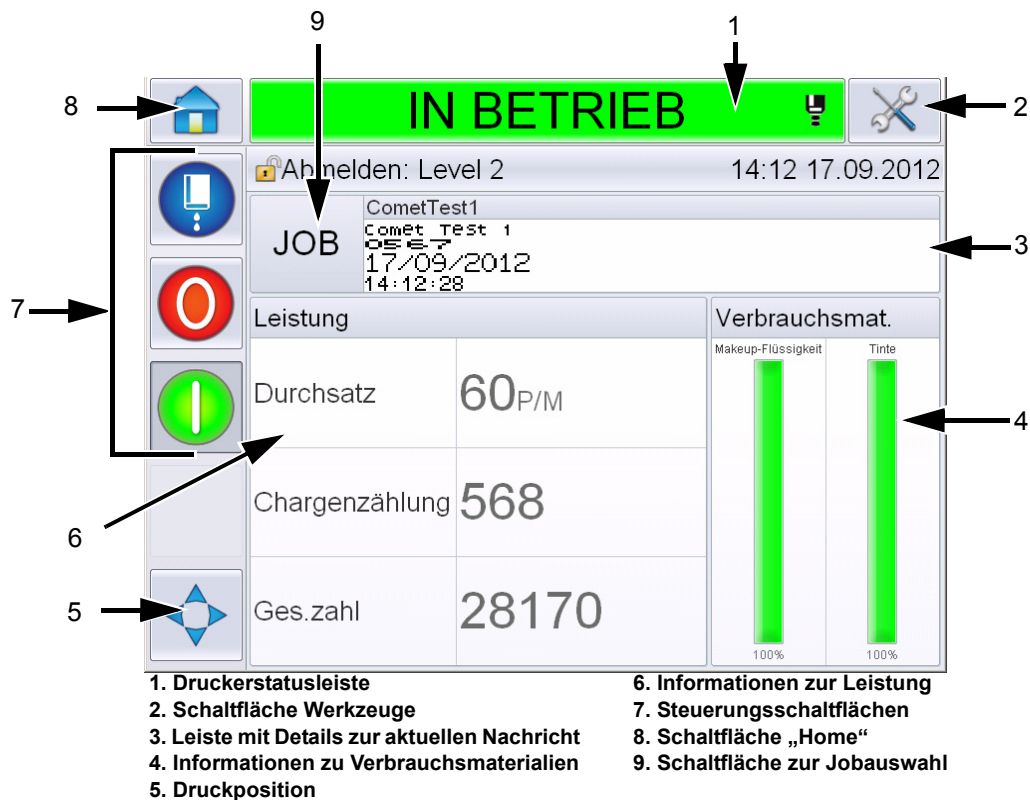 9
1
8
IN BETRIEB
2
Abmelden: Level 2
14:12 17.09.2012
CometTest1
JOB
Comet Test 1
0567
17/09/2012
14:12:28
3
7
Leistung
Verbrauchsmat.
Makeup-Flüssigkeit
Tinte
Durchsatz
60P/M
4
Chargenzählung
568
6
5
Ges.zahl
28170
100%
100%
1. Druckerstatusleiste
2. Schaltfläche Werkzeuge
3. Leiste mit Details zur aktuellen Nachricht
4. Informationen zu Verbrauchsmaterialien
5. Druckposition
6. Informationen zur Leistung
7. Steuerungsschaltflächen
8. Schaltfläche „Home“
9. Schaltfläche zur Jobauswahl